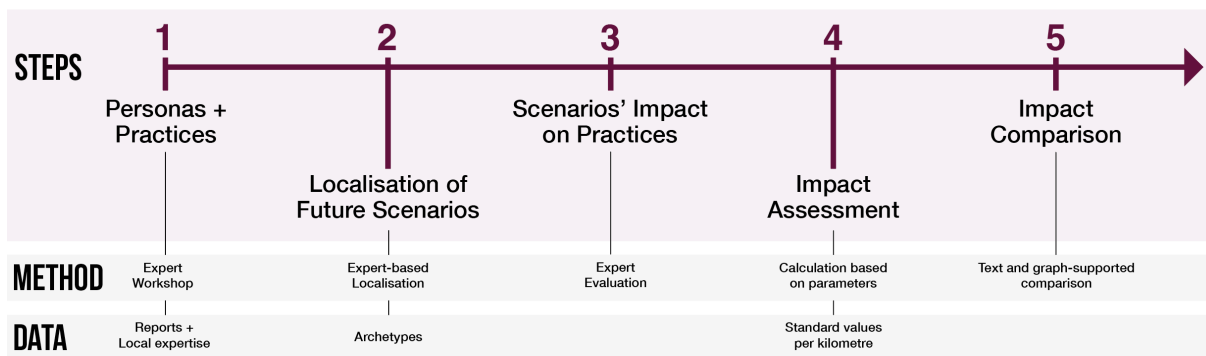 STEPS
1
2
3
4
5
Personas +
Practices
Localisation of
Future Scenarios
Scenarios' Impact
on Practices
Impact
Assessment
Impact
Comparison
METHOD
Expert
Workshop
Expert-based
Localisation
Expert
Evaluation
Calculation based
on parameters
Text and graph-supported
comparison
DATA
Reports +
Local expertise
Archetypes
Standard values
per kilometre